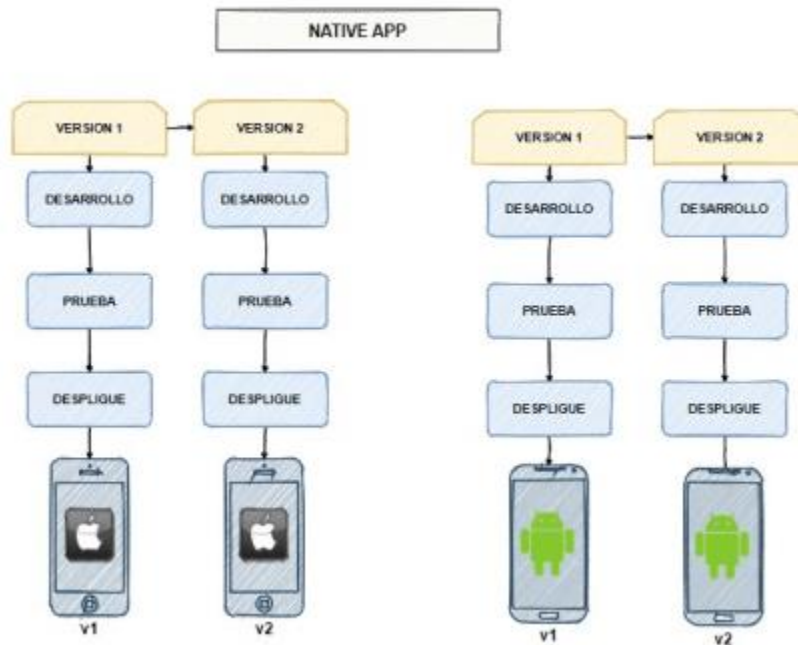 NATIVE APP
VERSION 1
VERSION 2
VERSION 1
VERSION 2
DESARROLLO
DESARROLLO
DESARROLLO
DESARROLLO
PRUEBA
PRUEBA
PRUEBA
PRUEBA
DESPLIGUE
DESPLIGUE
DESPLIGUE
DESPLIGUE
v1
v2
v1
v2